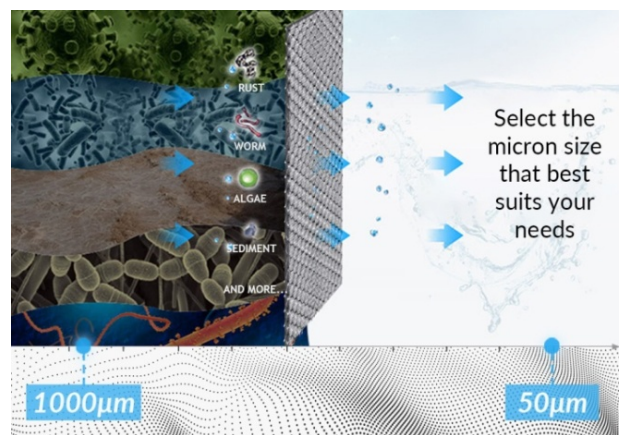 RUST
WORM
ALGAE
SEDIMENT
AND MORE...
Select the
micron size
that best
suits your
needs
1000μm
50μm